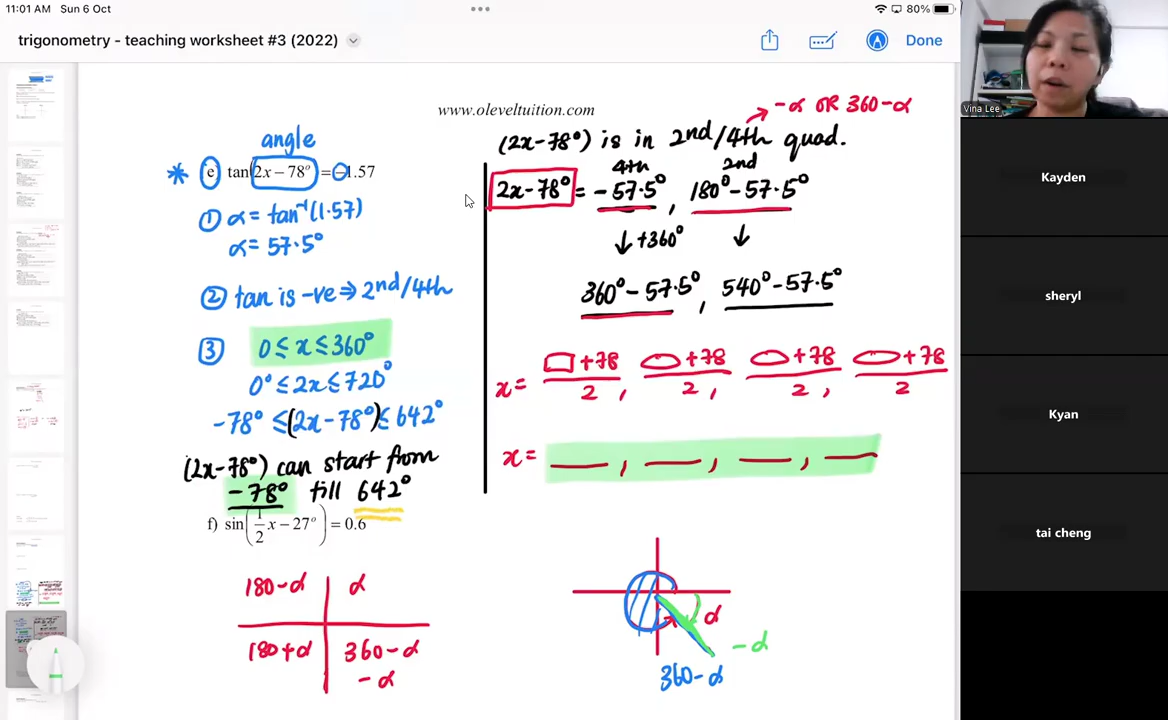 11:01 AM Sun 6 Oct
80%
trigonometry - teaching worksheet #3 (2022)
Done
Vina Lee
Kayden
sheryl
Kyan
tai cheng
www.oleveltuition.com
angle
* e) tan(2x − 78°) = −1.57
① α = tan⁻¹(1.57)
α = 57.5°
② tan is -ve ⇒ 2nd/4th
③ 0 ≤ x ≤ 360°
0° ≤ 2x ≤ 720°
-78° ≤ (2x-78°) ≤ 642°
(2x-78°) can start from
-78° till 642°
f) sin(1/2 x − 27°) = 0.6
180-α α
180+α 360-α
-α
→ -α OR 360-α
(2x-78°) is in 2nd/4th quad.
4th 2nd
2x-78° = -57.5° , 180°-57.5°
↓ +360° ↓
360°-57.5° , 540°-57.5°
x = (□+78)/2 , (○+78)/2 , (○+78)/2 , (○+78)/2
x = __ , __ , __ , __
α
-α
360-α